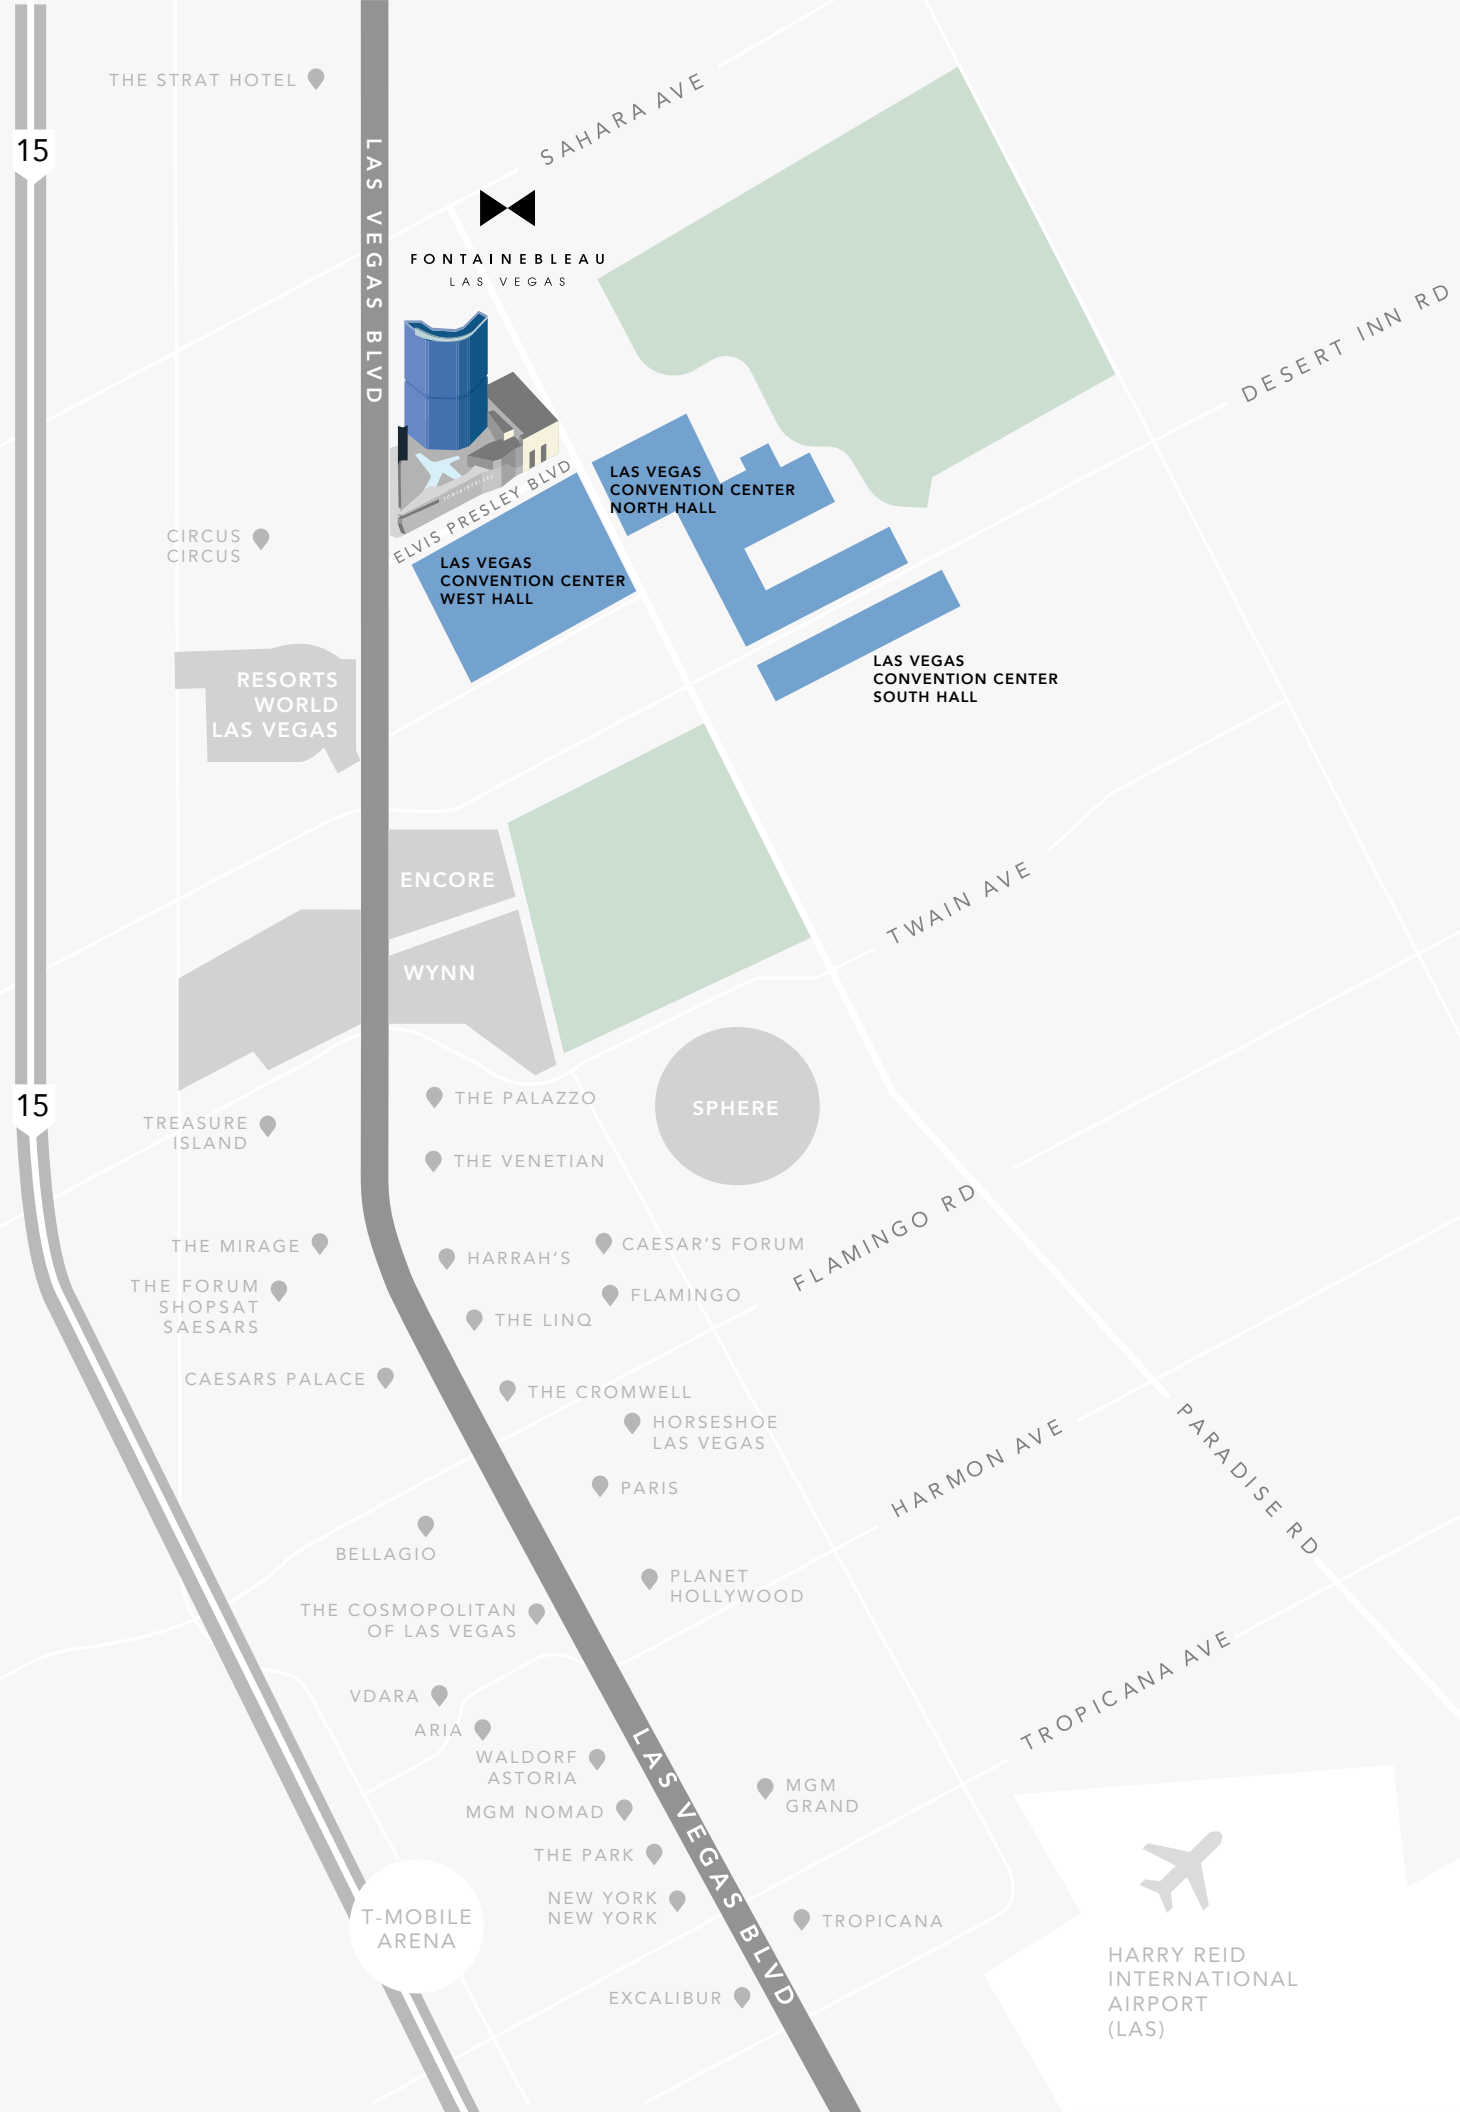 THE STRAT HOTEL
15
SAHARA AVE
LAS VEGAS BLVD
FONTAINEBLEAU
LAS VEGAS
DESERT INN RD
FONTAINEBLEAU
ELVIS PRESLEY BLVD
LAS VEGAS
CONVENTION CENTER
NORTH HALL
CIRCUS
CIRCUS
LAS VEGAS
CONVENTION CENTER
WEST HALL
LAS VEGAS
CONVENTION CENTER
SOUTH HALL
RESORTS
WORLD
LAS VEGAS
ENCORE
TWAIN AVE
WYNN
15
THE PALAZZO
SPHERE
TREASURE
ISLAND
THE VENETIAN
FLAMINGO RD
THE MIRAGE
HARRAH'S
CAESAR'S FORUM
THE FORUM
SHOPSAT
SAESARS
FLAMINGO
THE LINQ
CAESARS PALACE
THE CROMWELL
HORSESHOE
LAS VEGAS
PARADISE RD
HARMON AVE
PARIS
BELLAGIO
PLANET
HOLLYWOOD
THE COSMOPOLITAN
OF LAS VEGAS
TROPICANA AVE
VDARA
ARIA
WALDORF
ASTORIA
LAS VEGAS BLVD
MGM
GRAND
MGM NOMAD
THE PARK
NEW YORK
NEW YORK
T-MOBILE
ARENA
TROPICANA
HARRY REID
INTERNATIONAL
AIRPORT
(LAS)
EXCALIBUR